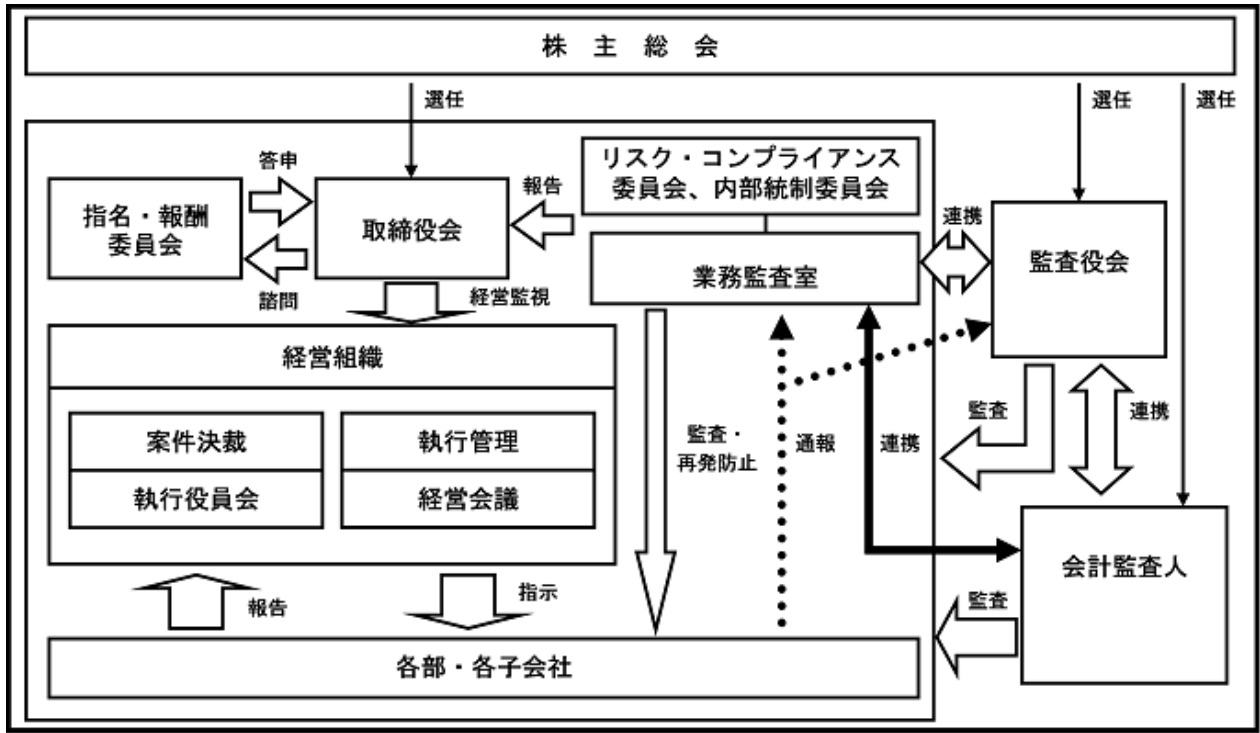 株 主 総 会
選任
選任
選任
答申
リスク・コンプライアンス
委員会、内部統制委員会
報告
指名・報酬
委員会
取締役会
連携
監査役会
業務監査室
諮問
経営監視
経営組織
案件決裁
執行管理
執行役員会
経営会議
監査・
再発防止
通報
連携
監査
連携
会計監査人
報告
指示
監査
各部・各子会社